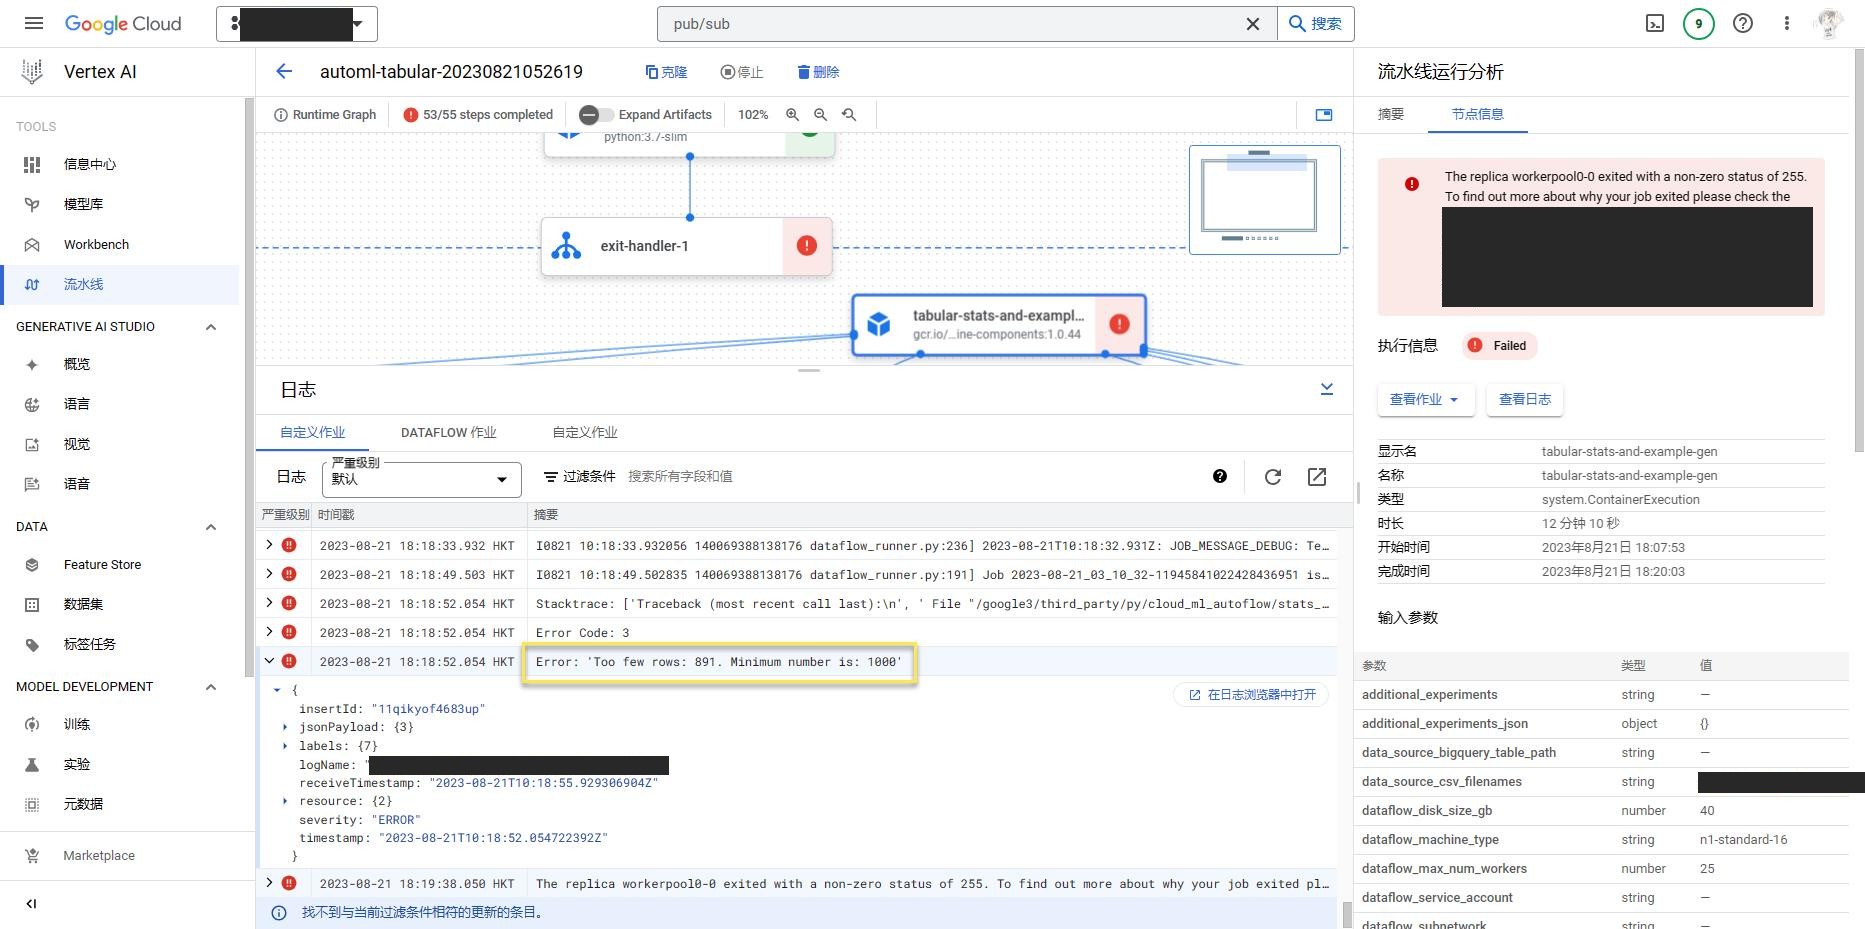 Google Cloud
pub/sub
搜索
9
Vertex AI
automl-tabular-20230821052619
克隆
停止
删除
流水线运行分析
摘要
节点信息
Runtime Graph
53/55 steps completed
Expand Artifacts
102%
TOOLS
信息中心
模型库
Workbench
流水线
GENERATIVE AI STUDIO
概览
语言
视觉
语音
DATA
Feature Store
数据集
标签任务
MODEL DEVELOPMENT
训练
实验
元数据
Marketplace
python:3.7-slim
exit-handler-1
tabular-stats-and-exampl…
gcr.io/…ine-components:1.0.44
日志
自定义作业
DATAFLOW 作业
自定义作业
日志
严重级别
默认
过滤条件
搜索所有字段和值
严重级别 时间戳 摘要
2023-08-21 18:18:33.932 HKT I0821 10:18:33.932056 140069388138176 dataflow_runner.py:236] 2023-08-21T10:18:32.931Z: JOB_MESSAGE_DEBUG: Te…
2023-08-21 18:18:49.503 HKT I0821 10:18:49.502835 140069388138176 dataflow_runner.py:191] Job 2023-08-21_03_10_32-11945841022428436951 is…
2023-08-21 18:18:52.054 HKT Stacktrace: ['Traceback (most recent call last):\n', ' File "/google3/third_party/py/cloud_ml_autoflow/stats_…
2023-08-21 18:18:52.054 HKT Error Code: 3
2023-08-21 18:18:52.054 HKT Error: 'Too few rows: 891. Minimum number is: 1000'
{
在日志浏览器中打开
insertId: "11qikyof4683up"
jsonPayload: {3}
labels: {7}
logName: "
receiveTimestamp: "2023-08-21T10:18:55.929306904Z"
resource: {2}
severity: "ERROR"
timestamp: "2023-08-21T10:18:52.054722392Z"
}
2023-08-21 18:19:38.050 HKT The replica workerpool0-0 exited with a non-zero status of 255. To find out more about why your job exited pl…
找不到与当前过滤条件相符的更新的条目。
The replica workerpool0-0 exited with a non-zero status of 255.
To find out more about why your job exited please check the
执行信息
Failed
查看作业
查看日志
显示名 tabular-stats-and-example-gen
名称 tabular-stats-and-example-gen
类型 system.ContainerExecution
时长 12 分钟 10 秒
开始时间 2023年8月21日 18:07:53
完成时间 2023年8月21日 18:20:03
输入参数
参数 类型 值
additional_experiments string —
additional_experiments_json object {}
data_source_bigquery_table_path string —
data_source_csv_filenames string
dataflow_disk_size_gb number 40
dataflow_machine_type string n1-standard-16
dataflow_max_num_workers number 25
dataflow_service_account string —
dataflow_subnetwork string —